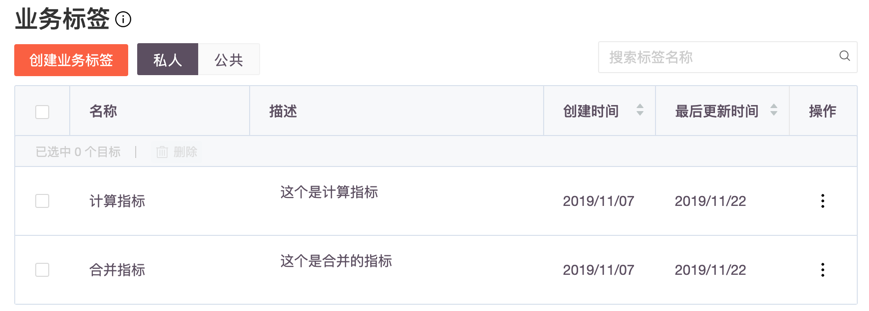 业务标签
创建业务标签 私人 公共 搜索标签名称
名称 描述 创建时间 最后更新时间 操作
已选中 0 个目标 | 删除
计算指标 这个是计算指标 2019/11/07 2019/11/22
合并指标 这个是合并的指标 2019/11/07 2019/11/22